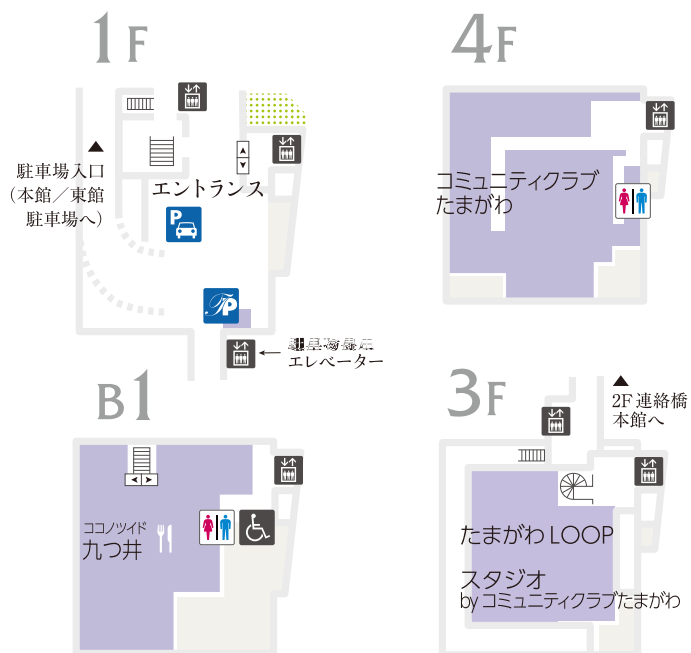 1F
駐車場入口
(本館／東館
駐車場へ)
エントランス
P
TP
エレベーター
4F
コミュニティクラブ
たまがわ
B1
ココノツイド
九つ井
3F
2F 連絡橋
本館へ
たまがわ LOOP
スタジオ
by コミュニティクラブたまがわ